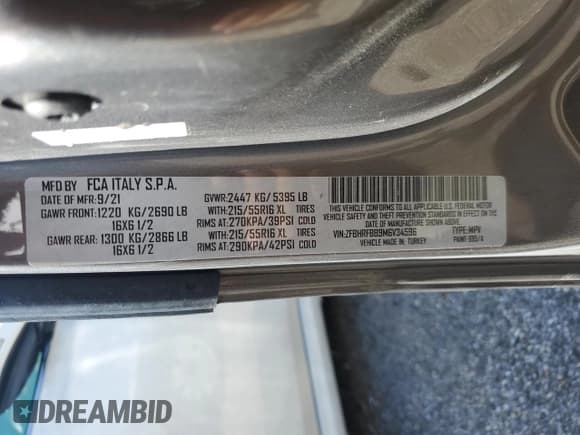 MFD BY FCA ITALY S.P.A.
DATE OF MFR: 9/21 GVWR: 2447 KG/ 5395 LB
GAWR FRONT: 1220 KG/2690 LB WITH: 215/55R16 XL TIRES
16X6 1/2 RIMS AT: 270KPA/39PSI COLD
GAWR REAR: 1300 KG/2866 LB WITH: 215/55R16 XL TIRES
16X6 1/2 RIMS AT: 290KPA/42PSI COLD
THIS VEHICLE CONFORMS TO ALL APPLICABLE FEDERAL MOTOR
VEHICLE SAFETY AND THEFT PREVENTION STANDARDS IN EFFECT ON THE
DATE OF MANUFACTURE SHOWN ABOVE.
VIN: ZFBHRFBB9M6V34596 TYPE: MPV
VEHICLE MADE IN: TURKEY PAINT: 695/A
DREAMBID